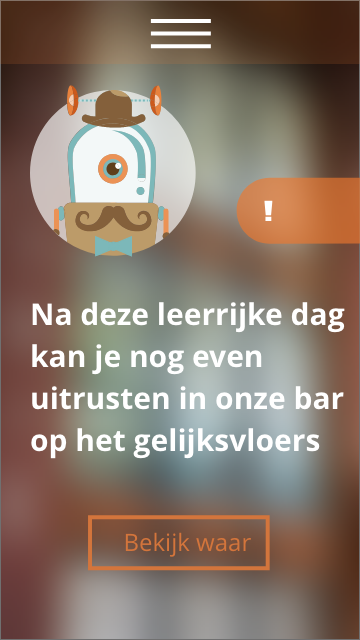 !
Na deze leerrijke dag
kan je nog even
uitrusten in onze bar
op het gelijksvloers
Bekijk waar